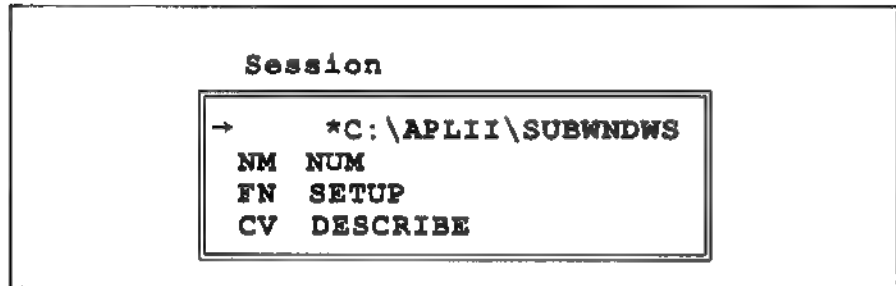 Session
→ *C:\APLII\SUBWNDWS
NM NUM
FN SETUP
CV DESCRIBE